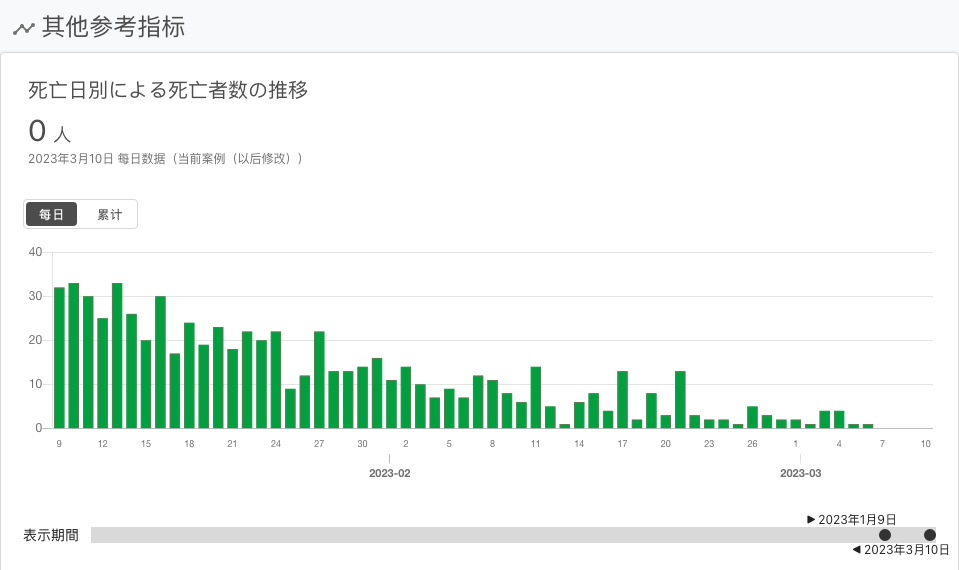 其他参考指标
死亡日別による死亡者数の推移
0 人
2023年3月10日 每日数据（当前案例（以后修改））
每日 累计
40
30
20
10
0
9 12 15 18 21 24 27 30 2 5 8 11 14 17 20 23 26 1 4 7 10
2023-02 2023-03
2023年1月9日
表示期間
2023年3月10日